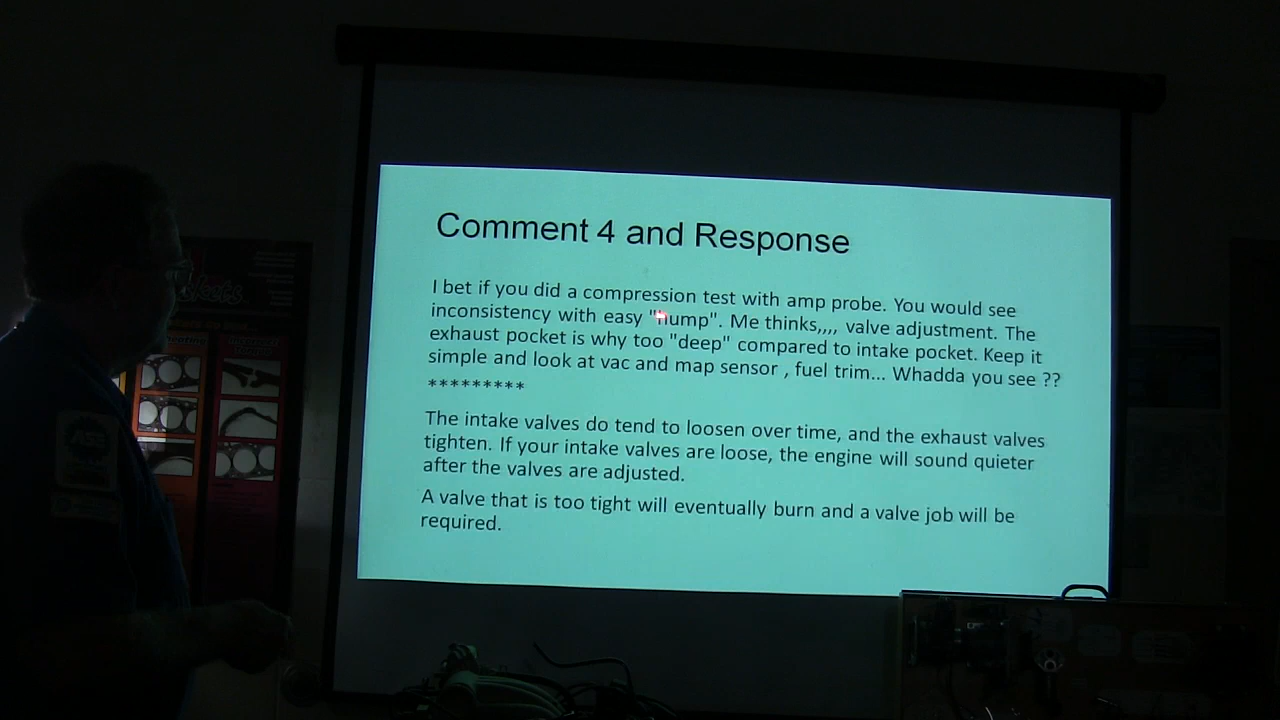 Comment 4 and Response
I bet if you did a compression test with amp probe. You would see
inconsistency with easy "hump". Me thinks,,,, valve adjustment. The
exhaust pocket is why too "deep" compared to intake pocket. Keep it
simple and look at vac and map sensor , fuel trim... Whadda you see ??
*********
The intake valves do tend to loosen over time, and the exhaust valves
tighten. If your intake valves are loose, the engine will sound quieter
after the valves are adjusted.
A valve that is too tight will eventually burn and a valve job will be
required.